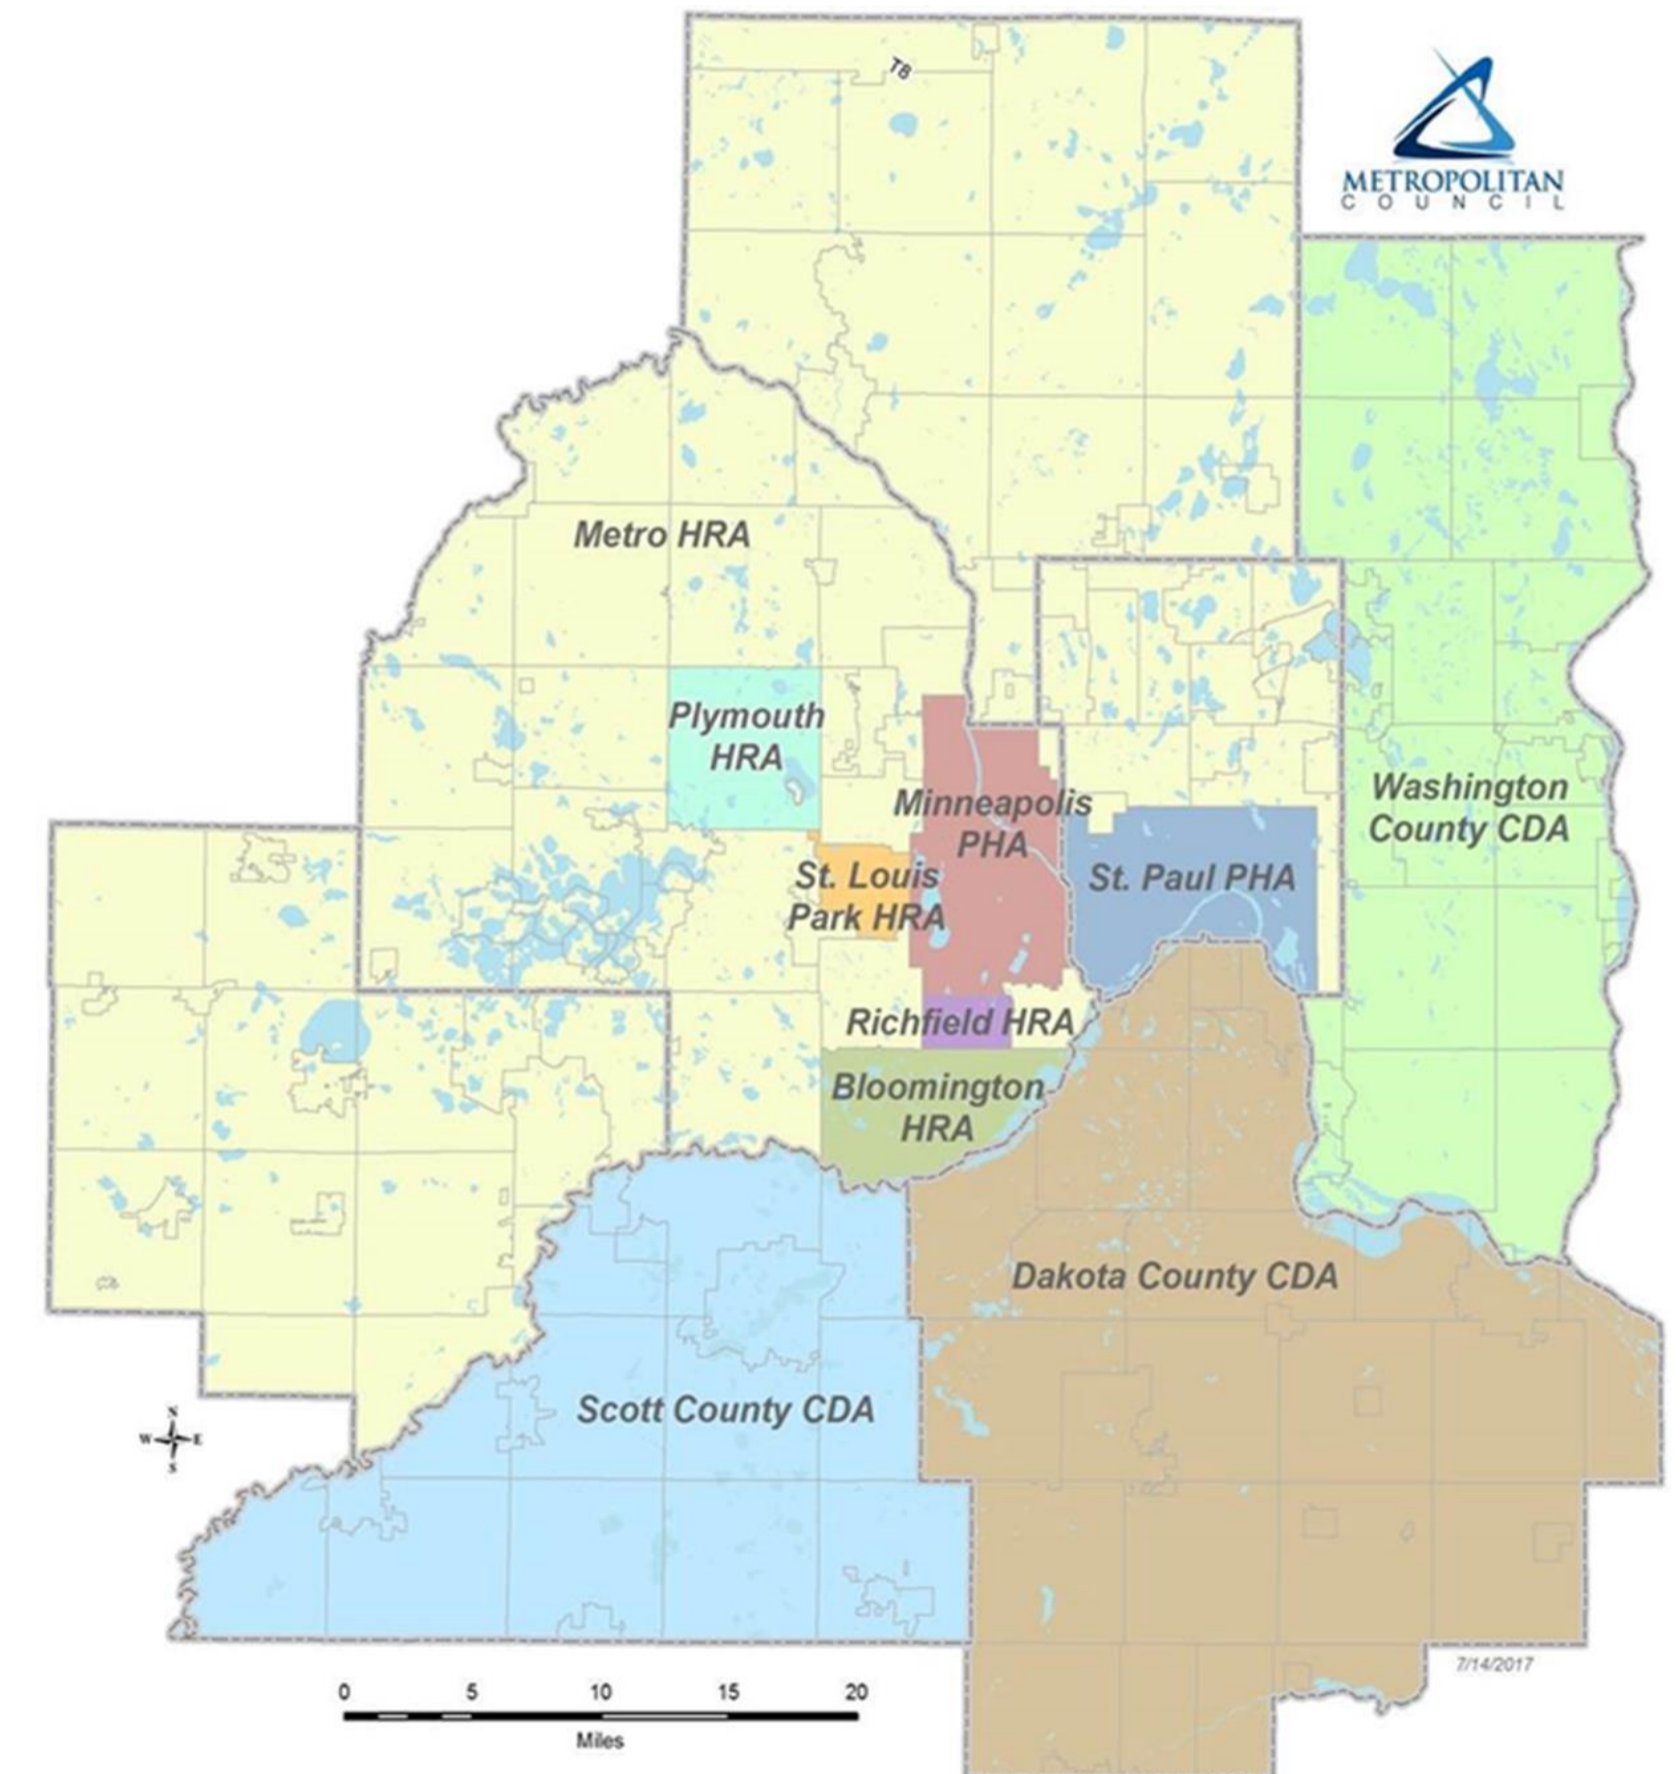 T8
METROPOLITAN
COUNCIL
Metro HRA
Plymouth
HRA
Minneapolis
PHA
Washington
County CDA
St. Louis
Park HRA
St. Paul PHA
Richfield HRA
Bloomington
HRA
Dakota County CDA
Scott County CDA
N
W E
S
7/14/2017
0 5 10 15 20
Miles